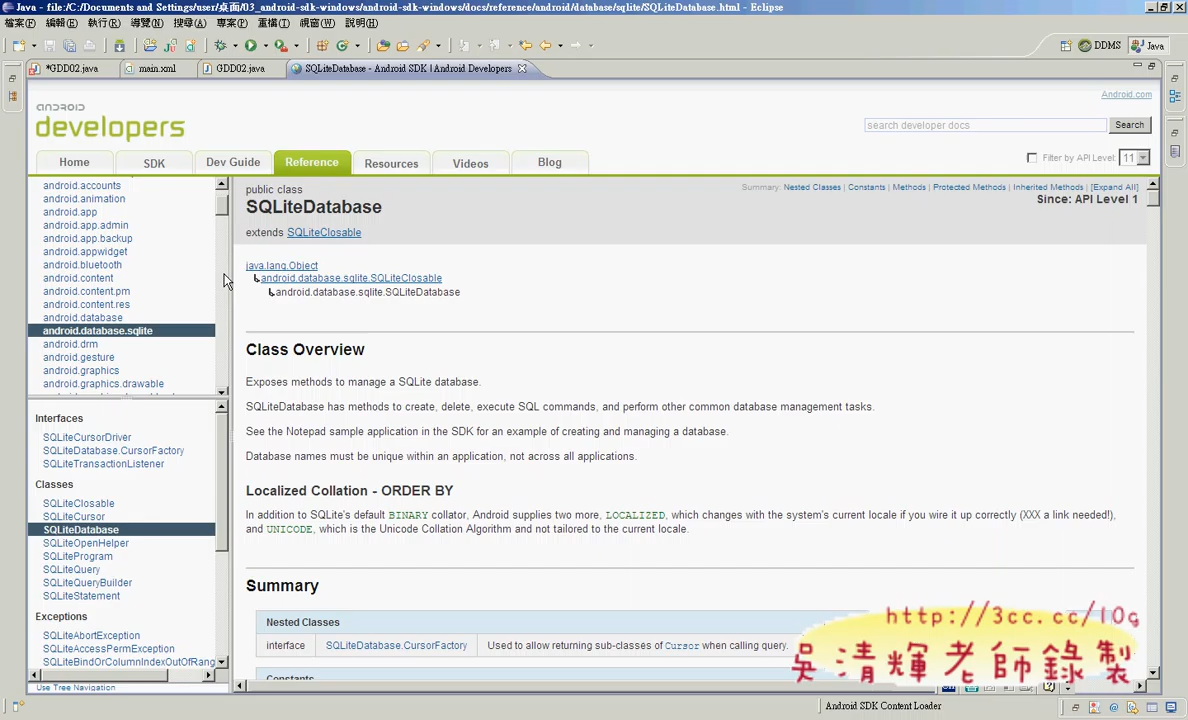 Java - file:/C:/Documents and Settings/user/桌面/03_android-sdk-windows/android-sdk-windows/docs/reference/android/database/sqlite/SQLiteDatabase.html - Eclipse
檔案(F) 編輯(E) 執行(R) 導覽(N) 搜尋(A) 專案(P) 重構(T) 視窗(W) 說明(H)
DDMS Java
*GDD02.java main.xml GDD02.java SQLiteDatabase - Android SDK | Android Developers
Android.com
android
developers
search developer docs Search
Home SDK Dev Guide Reference Resources Videos Blog
Filter by API Level: 11
android.accounts
android.animation
android.app
android.app.admin
android.app.backup
android.appwidget
android.bluetooth
android.content
android.content.pm
android.content.res
android.database
android.database.sqlite
android.drm
android.gesture
android.graphics
android.graphics.drawable
Interfaces
SQLiteCursorDriver
SQLiteDatabase.CursorFactory
SQLiteTransactionListener
Classes
SQLiteClosable
SQLiteCursor
SQLiteDatabase
SQLiteOpenHelper
SQLiteProgram
SQLiteQuery
SQLiteQueryBuilder
SQLiteStatement
Exceptions
SQLiteAbortException
SQLiteAccessPermException
SQLiteBindOrColumnIndexOutOfRang
Use Tree Navigation
public class
Summary: Nested Classes | Constants | Methods | Protected Methods | Inherited Methods | [Expand All]
SQLiteDatabase
Since: API Level 1
extends SQLiteClosable
java.lang.Object
↳android.database.sqlite.SQLiteClosable
↳android.database.sqlite.SQLiteDatabase
Class Overview
Exposes methods to manage a SQLite database.
SQLiteDatabase has methods to create, delete, execute SQL commands, and perform other common database management tasks.
See the Notepad sample application in the SDK for an example of creating and managing a database.
Database names must be unique within an application, not across all applications.
Localized Collation - ORDER BY
In addition to SQLite's default BINARY collator, Android supplies two more, LOCALIZED, which changes with the system's current locale if you wire it up correctly (XXX a link needed!),
and UNICODE, which is the Unicode Collation Algorithm and not tailored to the current locale.
Summary
Nested Classes
interface SQLiteDatabase.CursorFactory Used to allow returning sub-classes of Cursor when calling query.
http://3cc.cc/10q
吳清輝老師錄製
Android SDK Content Loader